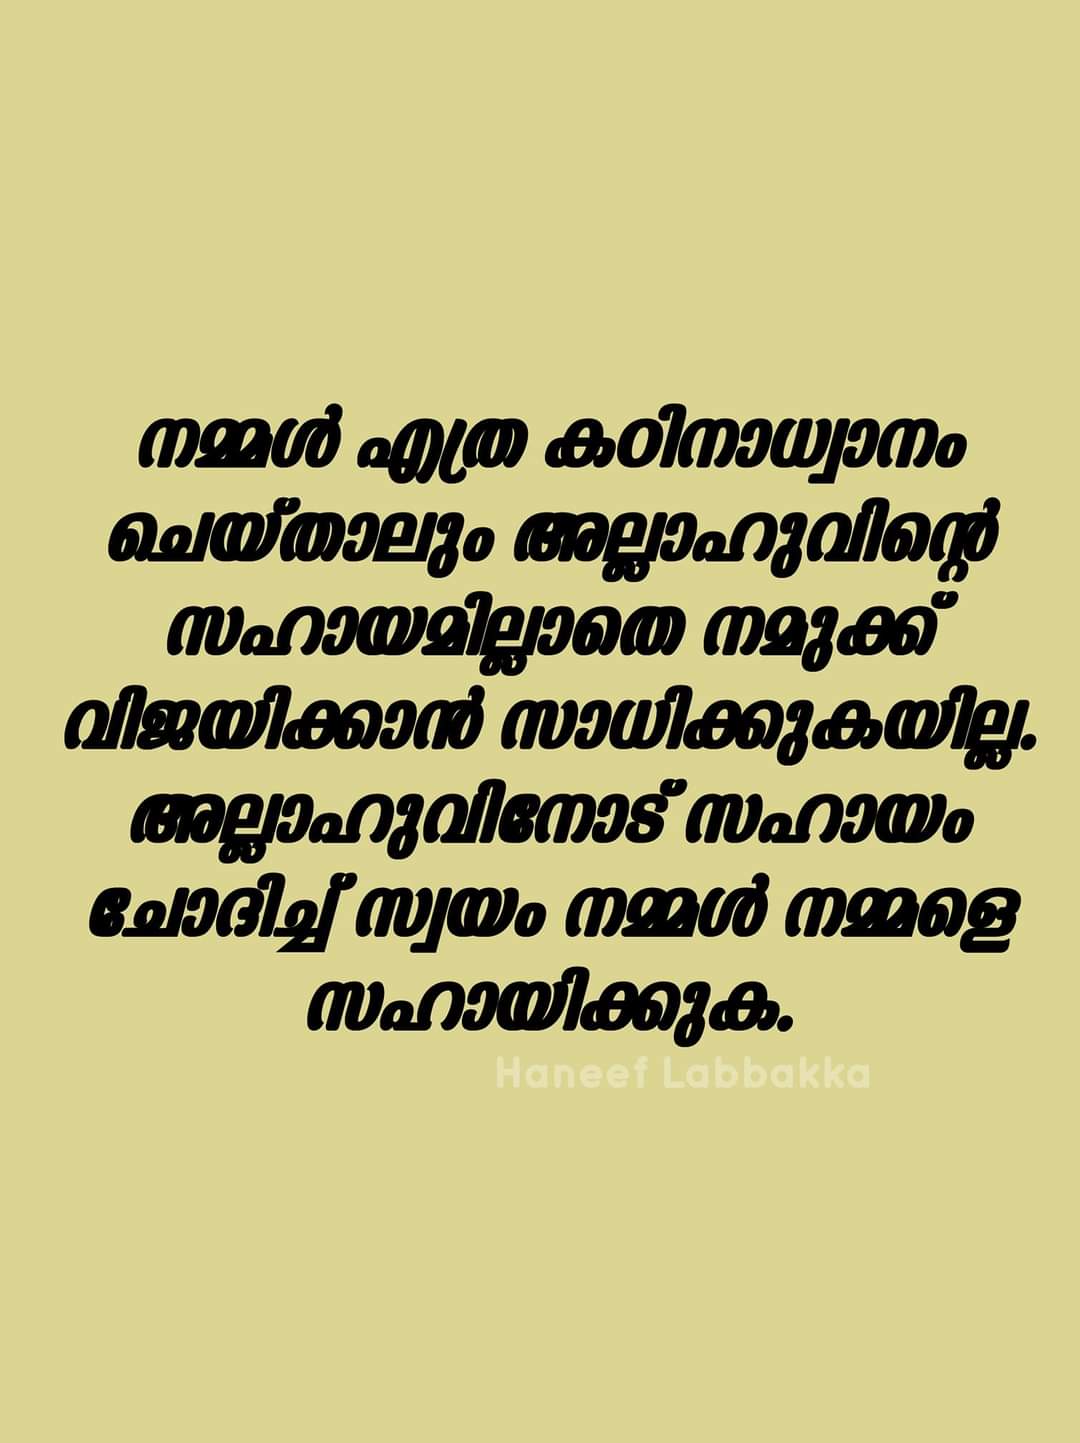 നമ്മൾ എത്ര കഠിനാധ്വാനം
ചെയ്താലും അല്ലാഹുവിന്റെ
സഹായമില്ലാതെ നമുക്ക്
വിജയിക്കാൻ സാധിക്കുകയില്ല.
അല്ലാഹുവിനോട് സഹായം
ചോദിച്ച് സ്വയം നമ്മൾ നമ്മളെ
സഹായിക്കുക.
Haneef Labbakka